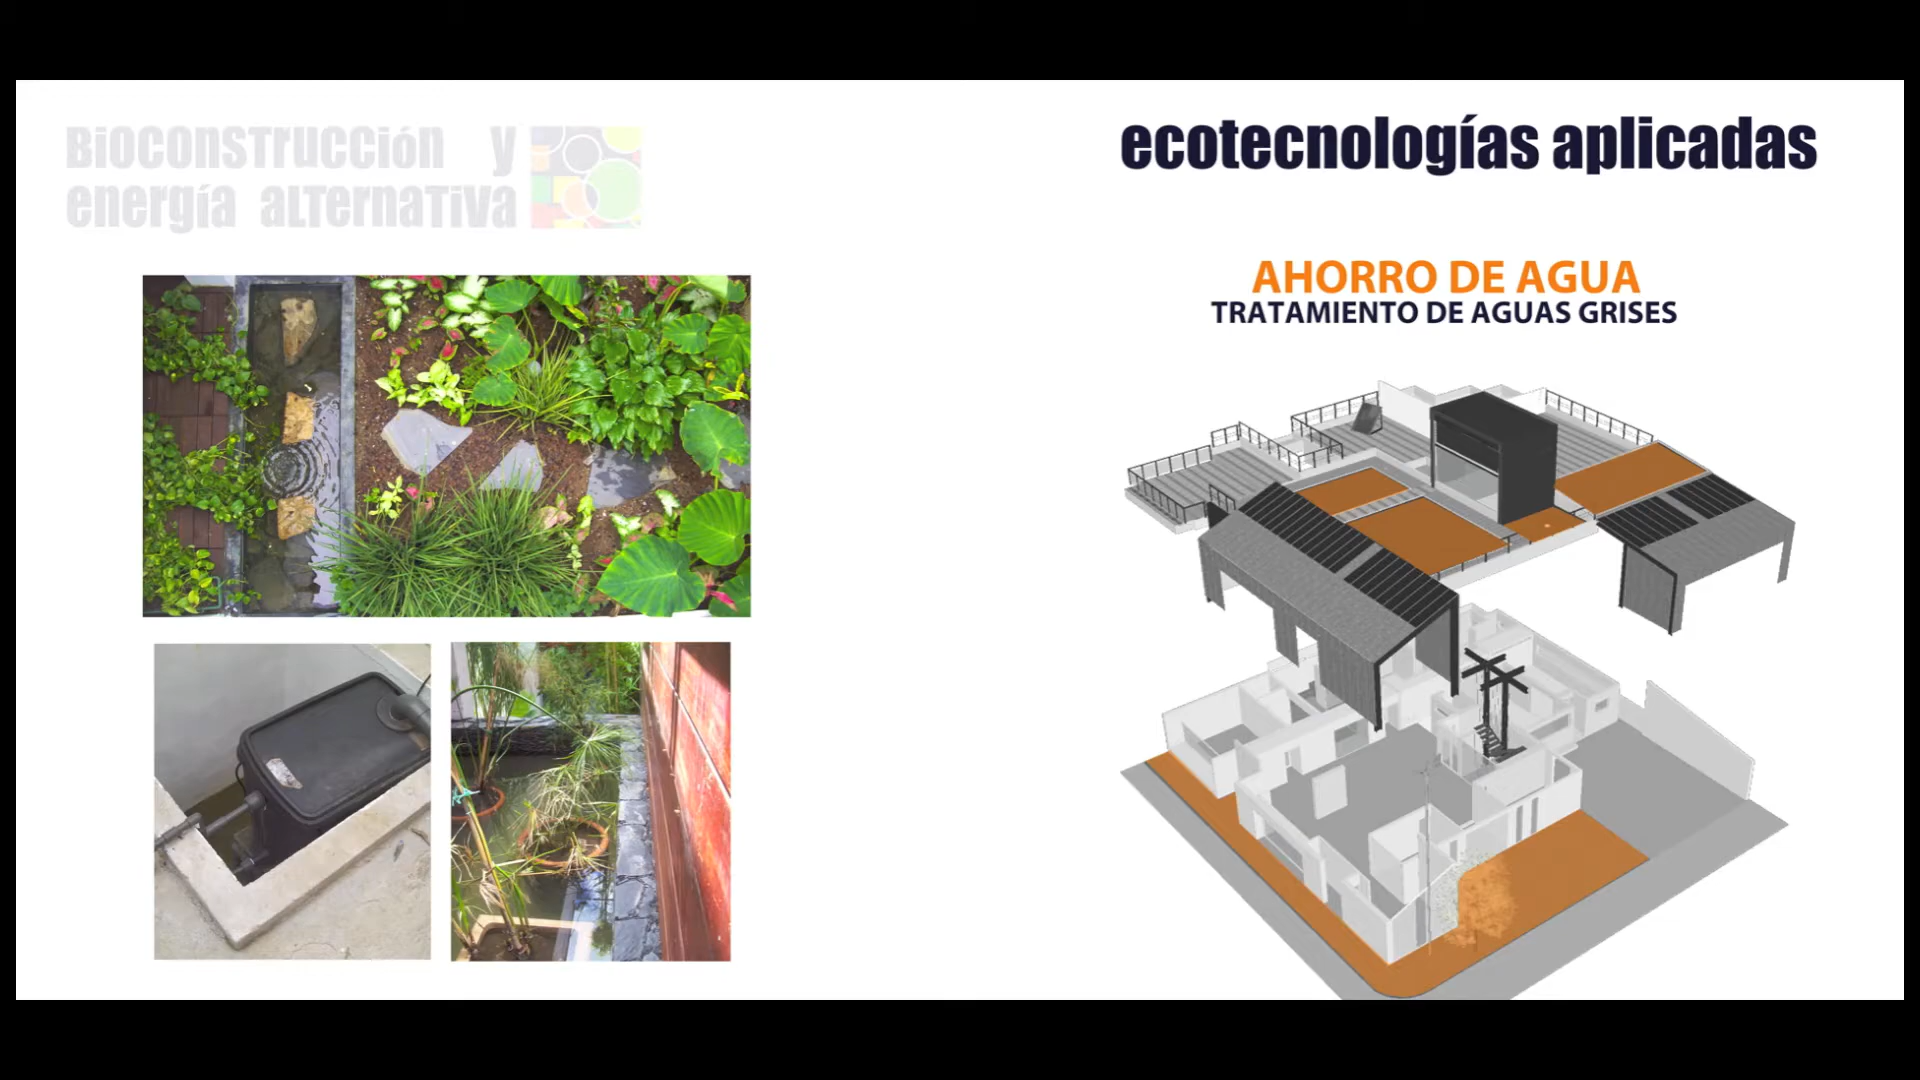 BiOCONSTrUCCión y
energía aLTernaTiva
ecotecnologías aplicadas
AHORRO DE AGUA
TRATAMIENTO DE AGUAS GRISES